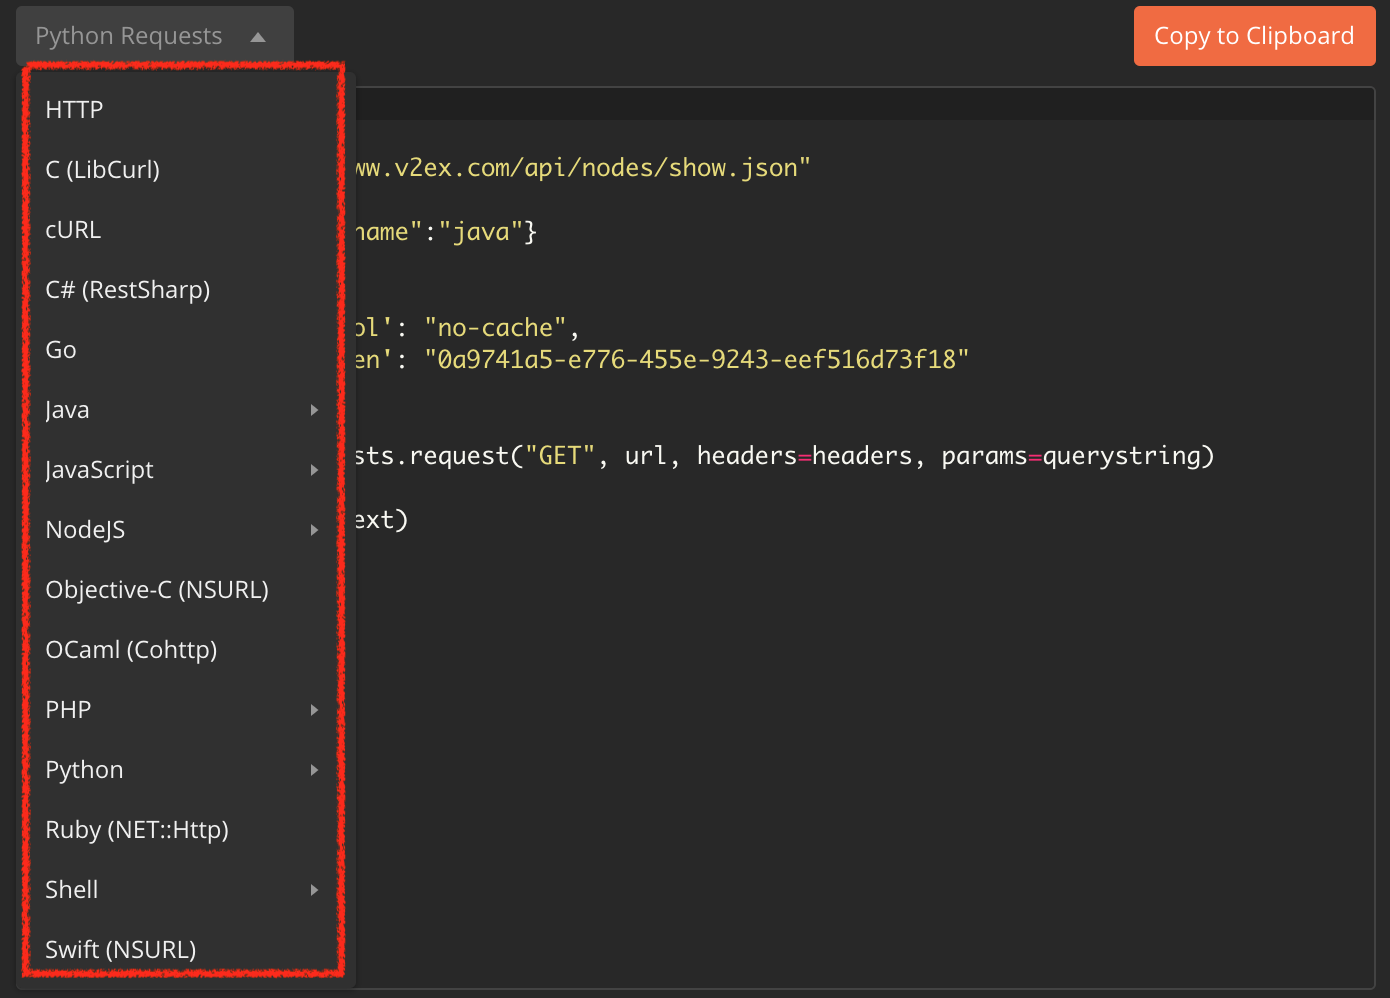 Python Requests
Copy to Clipboard
HTTP
C (LibCurl)
cURL
C# (RestSharp)
Go
Java
JavaScript
NodeJS
Objective-C (NSURL)
OCaml (Cohttp)
PHP
Python
Ruby (NET::Http)
Shell
Swift (NSURL)
ww.v2ex.com/api/nodes/show.json"
name":"java"}
ol': "no-cache",
en': "0a9741a5-e776-455e-9243-eef516d73f18"
sts.request("GET", url, headers=headers, params=querystring)
ext)